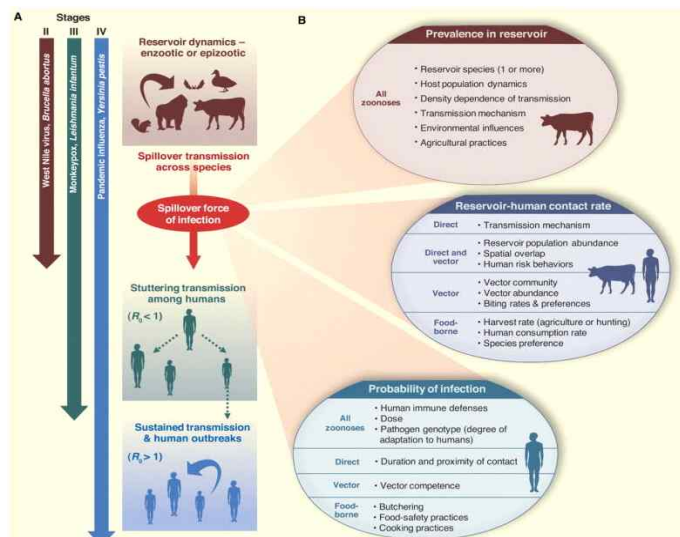 A
Stages
II
III
IV
West Nile virus, Brucella abortus
Monkeypox, Leishmania infantum
Pandemic influenza, Yersinia pestis
Reservoir dynamics –
enzootic or epizootic
Spillover transmission
across species
Spillover force
of infection
Stuttering transmission
among humans
(R0 < 1)
Sustained transmission
& human outbreaks
(R0 > 1)
B
Prevalence in reservoir
All
zoonoses
• Reservoir species (1 or more)
• Host population dynamics
• Density dependence of transmission
• Transmission mechanism
• Environmental influences
• Agricultural practices
Reservoir-human contact rate
Direct
• Transmission mechanism
Direct and
vector
• Reservoir population abundance
• Spatial overlap
• Human risk behaviors
Vector
• Vector community
• Vector abundance
• Biting rates & preferences
Food-
borne
• Harvest rate (agriculture or hunting)
• Human consumption rate
• Species preference
Probability of infection
All
zoonoses
• Human immune defenses
• Dose
• Pathogen genotype (degree of
adaptation to humans)
Direct
• Duration and proximity of contact
Vector
• Vector competence
Food-
borne
• Butchering
• Food-safety practices
• Cooking practices